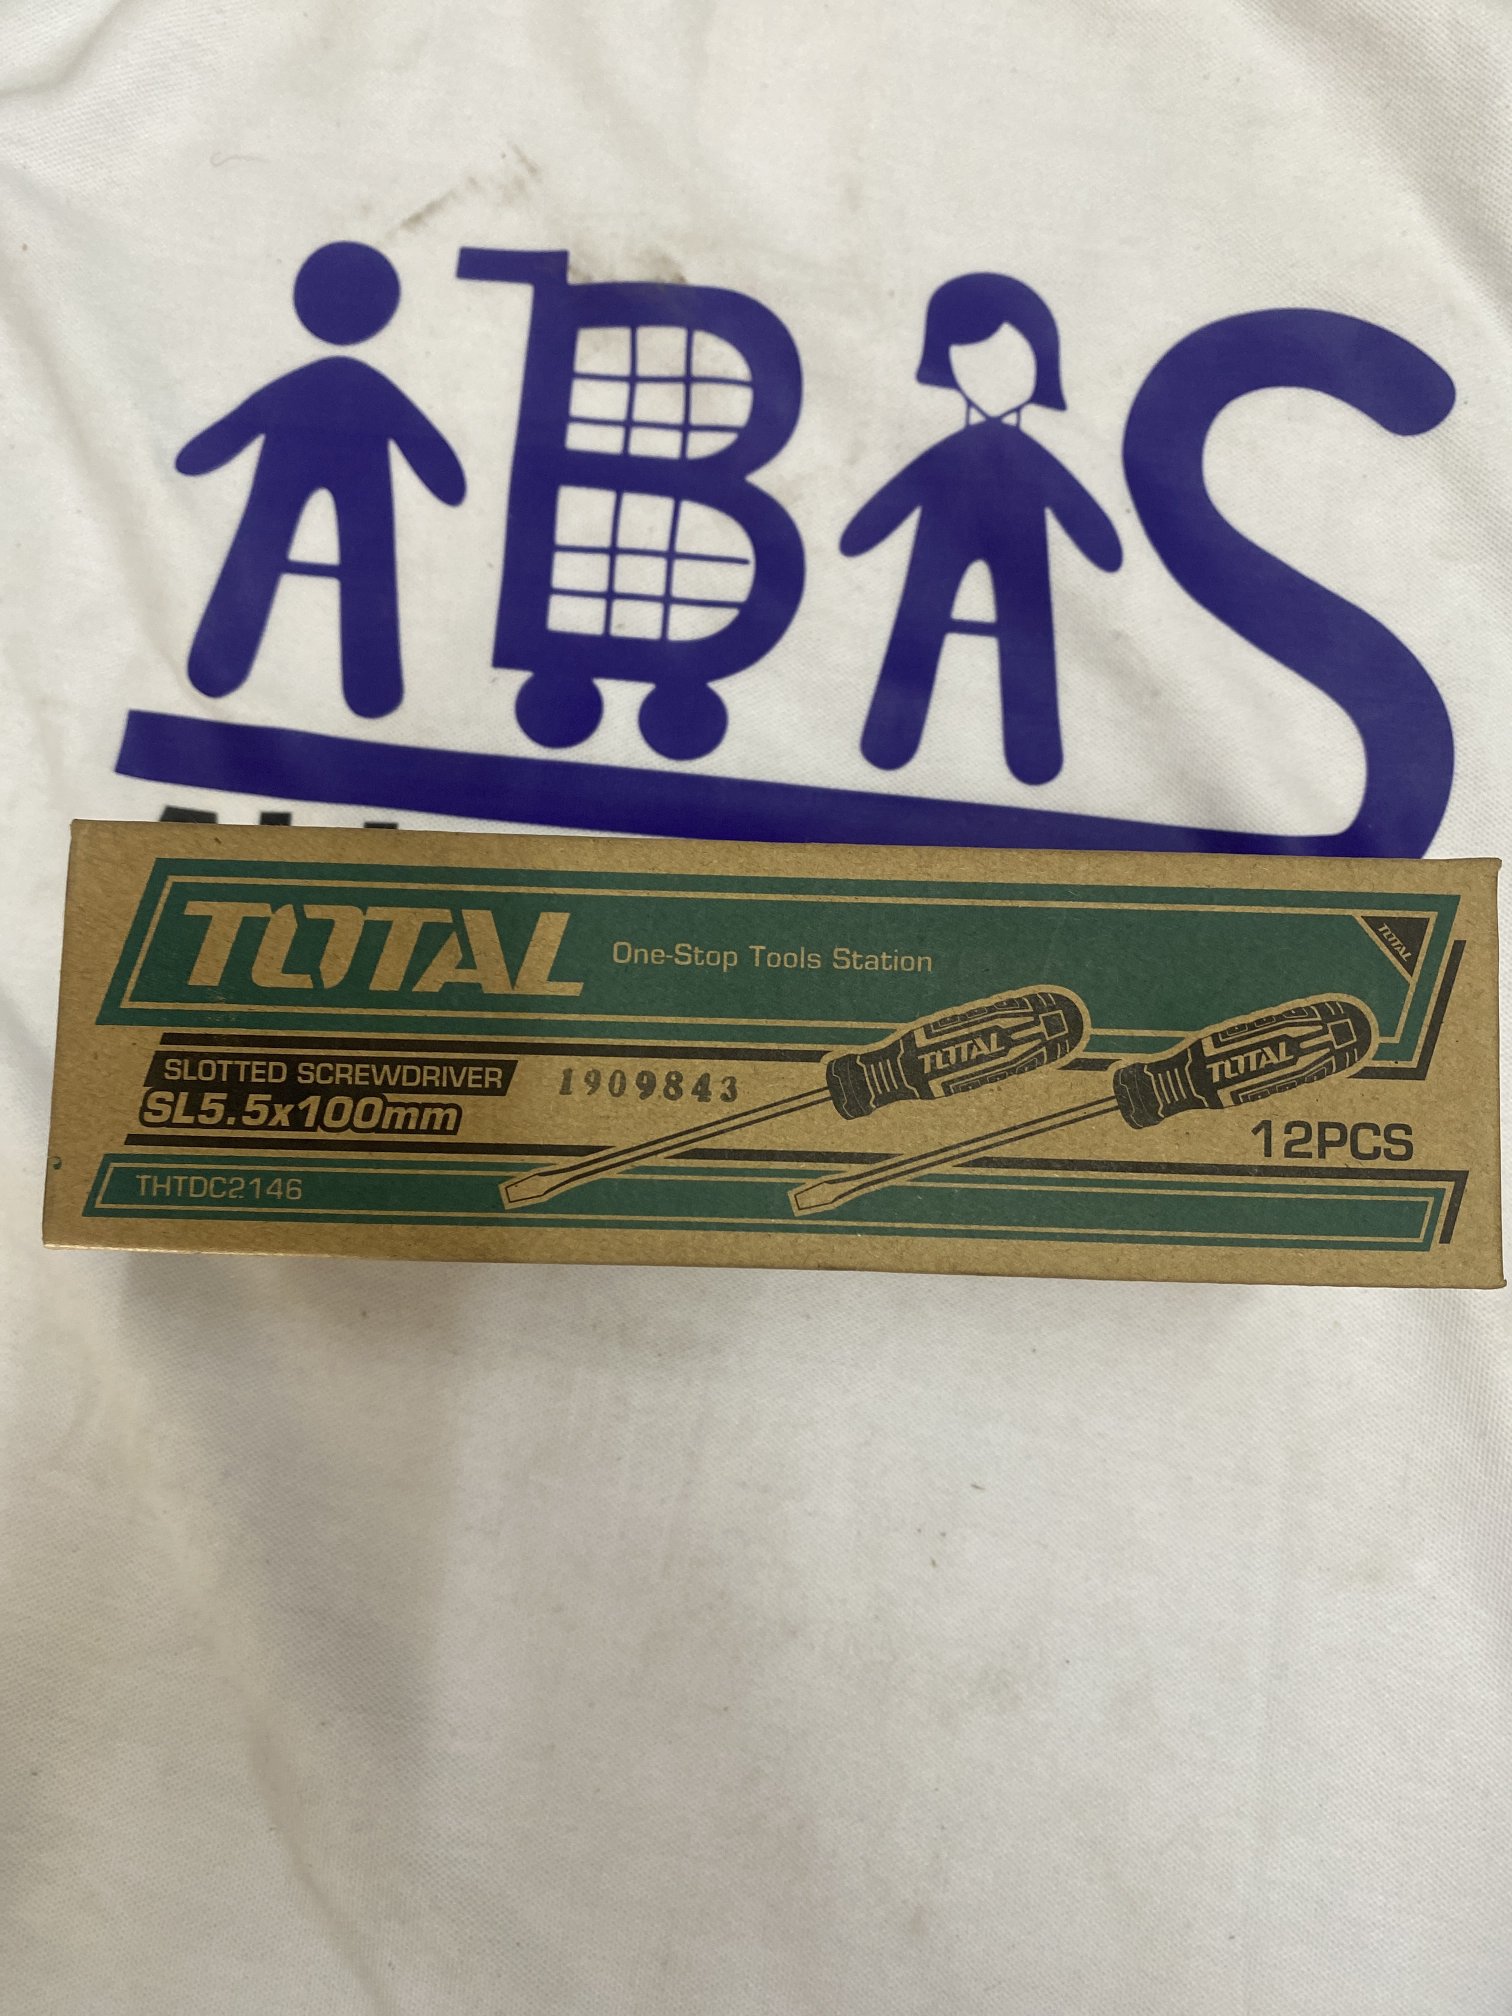 ABAS
TOTAL
One-Stop Tools Station
TOTAL
SLOTTED SCREWDRIVER
1909843
TOTAL
TOTAL
SL5.5x100mm
12PCS
THTDC2146